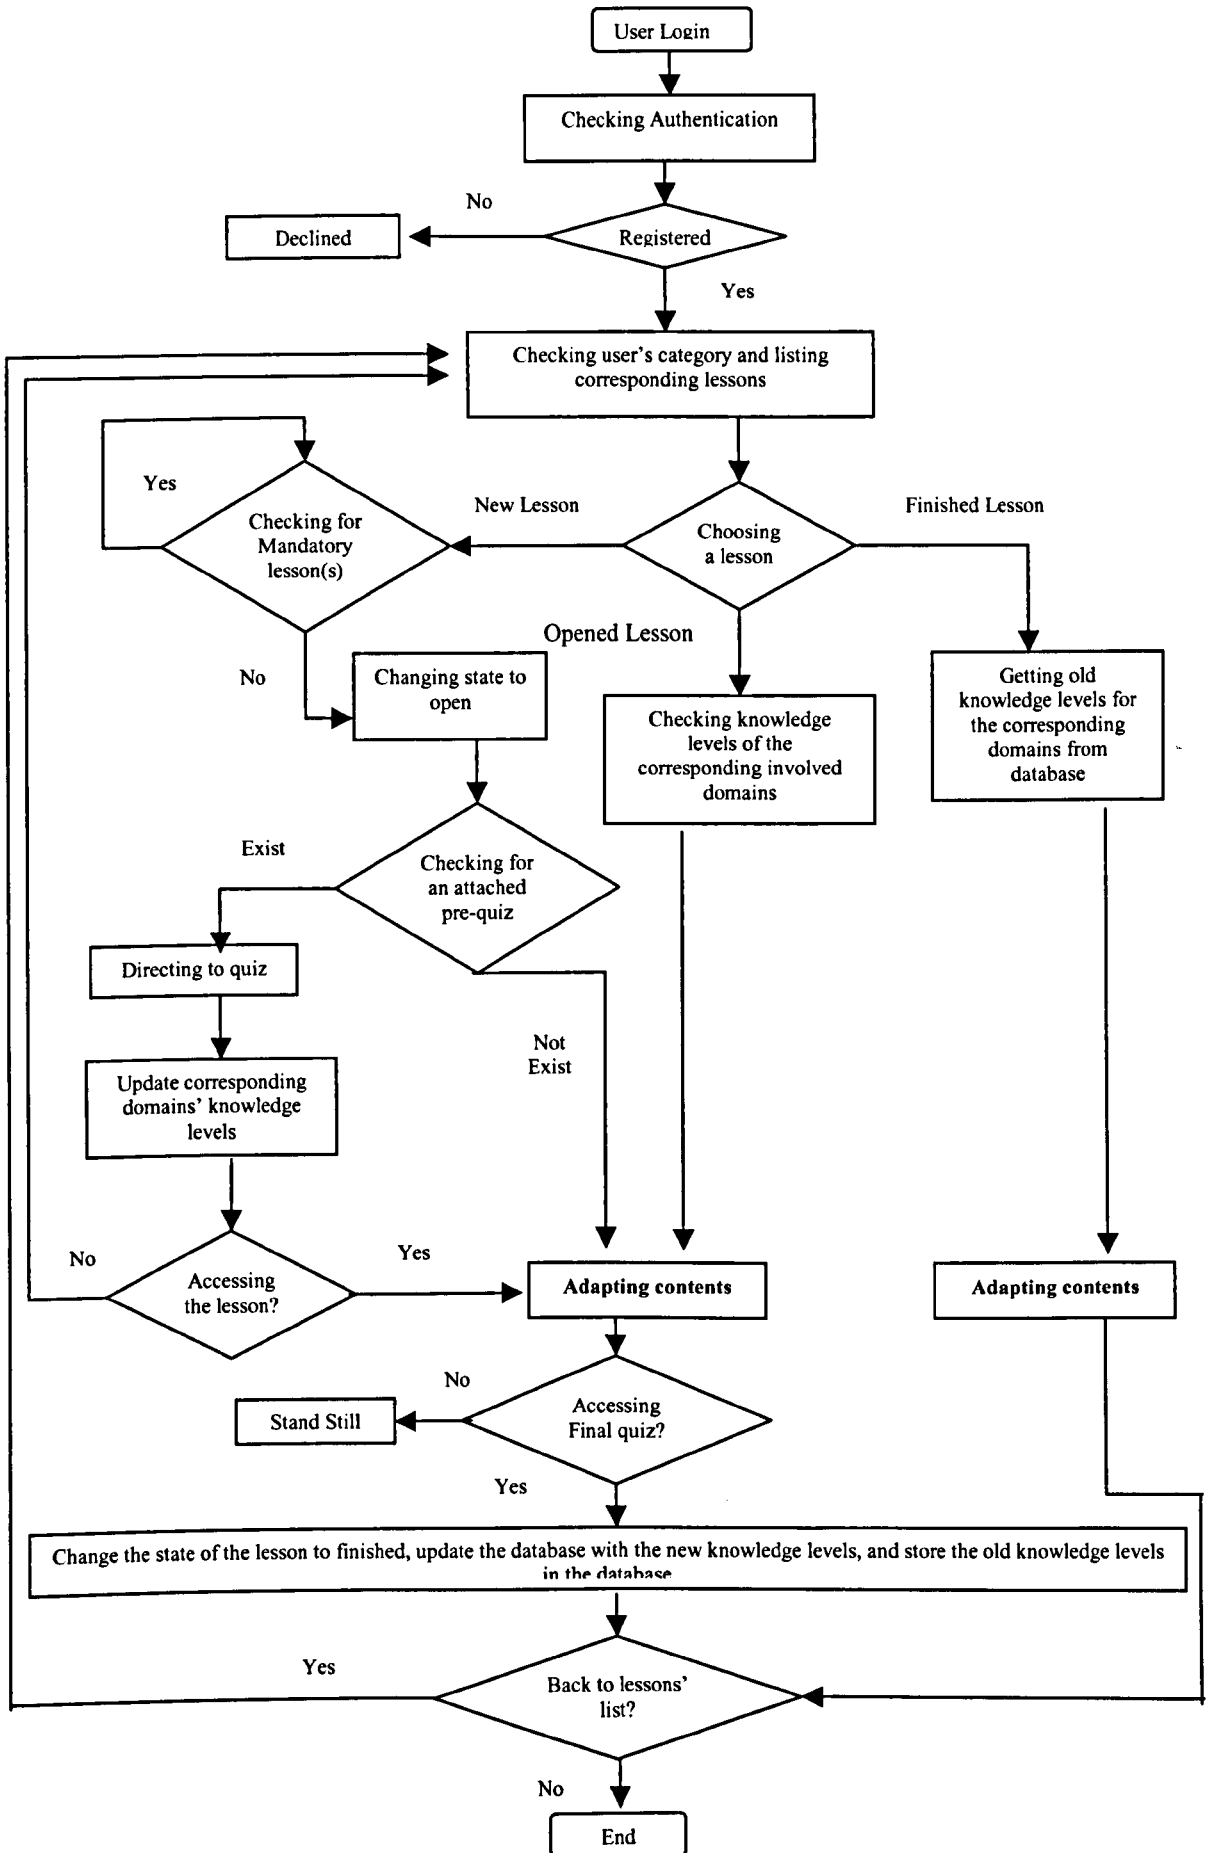 User Login
Checking Authentication
No
Declined
Registered
Yes
Checking user's category and listing
corresponding lessons
Yes
New Lesson
Finished Lesson
Checking for
Mandatory
lesson(s)
Choosing
a lesson
Opened Lesson
No
Changing state to
open
Checking knowledge
levels of the
corresponding involved
domains
Getting old
knowledge levels for
the corresponding
domains from
database
Exist
Checking for
an attached
pre-quiz
Directing to quiz
Not
Exist
Update corresponding
domains' knowledge
levels
No
Yes
Accessing
the lesson?
Adapting contents
Adapting contents
No
Accessing
Final quiz?
Stand Still
Yes
Change the state of the lesson to finished, update the database with the new knowledge levels, and store the old knowledge levels
in the database
Yes
Back to lessons'
list?
No
End